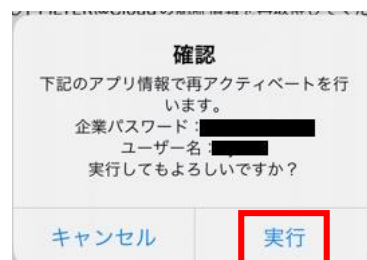 確認
下記のアプリ情報で再アクティベートを行
います。
企業パスワード：
ユーザー名：
実行してもよろしいですか？
キャンセル
実行